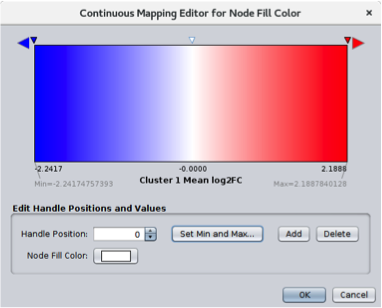 Continuous Mapping Editor for Node Fill Color ×
-2.2417 -0.0000 2.1888
Min=-2.24174757393 Cluster 1 Mean log2FC Max=2.1887840128
Edit Handle Positions and Values
Handle Position: 0 Set Min and Max... Add Delete
Node Fill Color:
OK Cancel